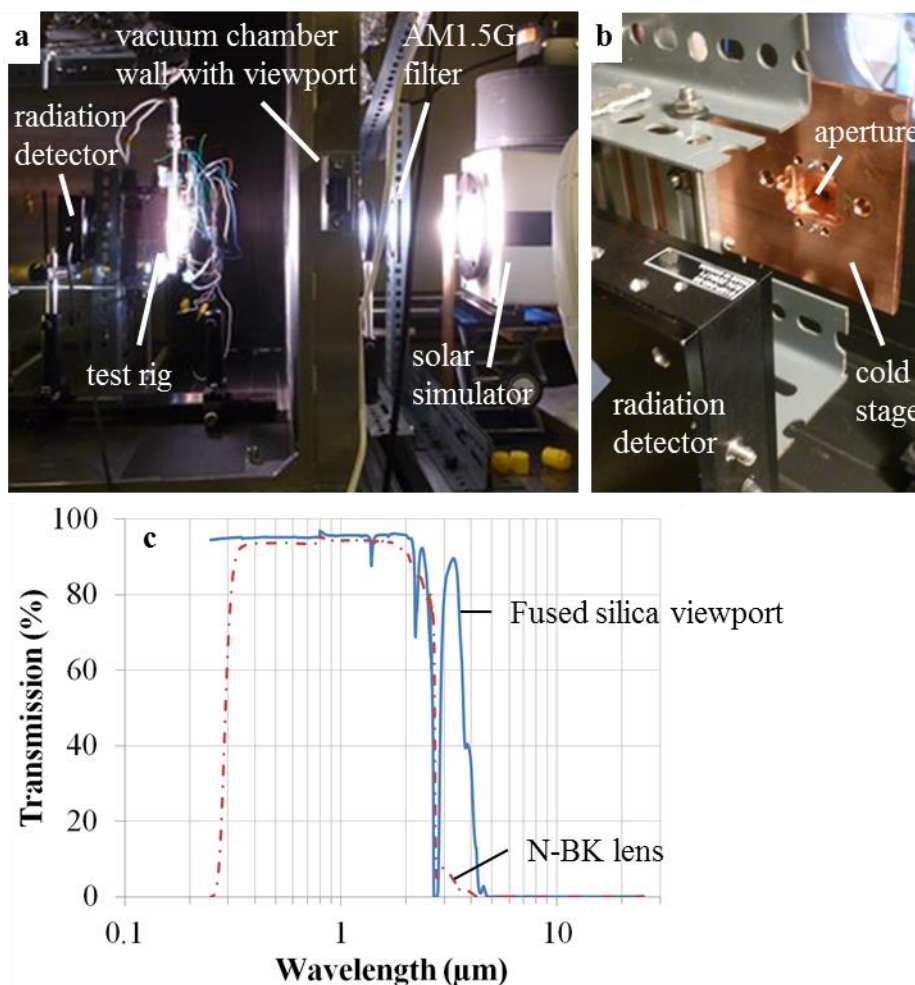 a
vacuum chamber
wall with viewport
AM1.5G
filter
radiation
detector
test rig
solar
simulator
b
aperture
radiation
detector
cold
stage
c
100
80
60
40
20
0
Transmission (%)
Fused silica viewport
N-BK lens
0.1
1
10
Wavelength (μm)